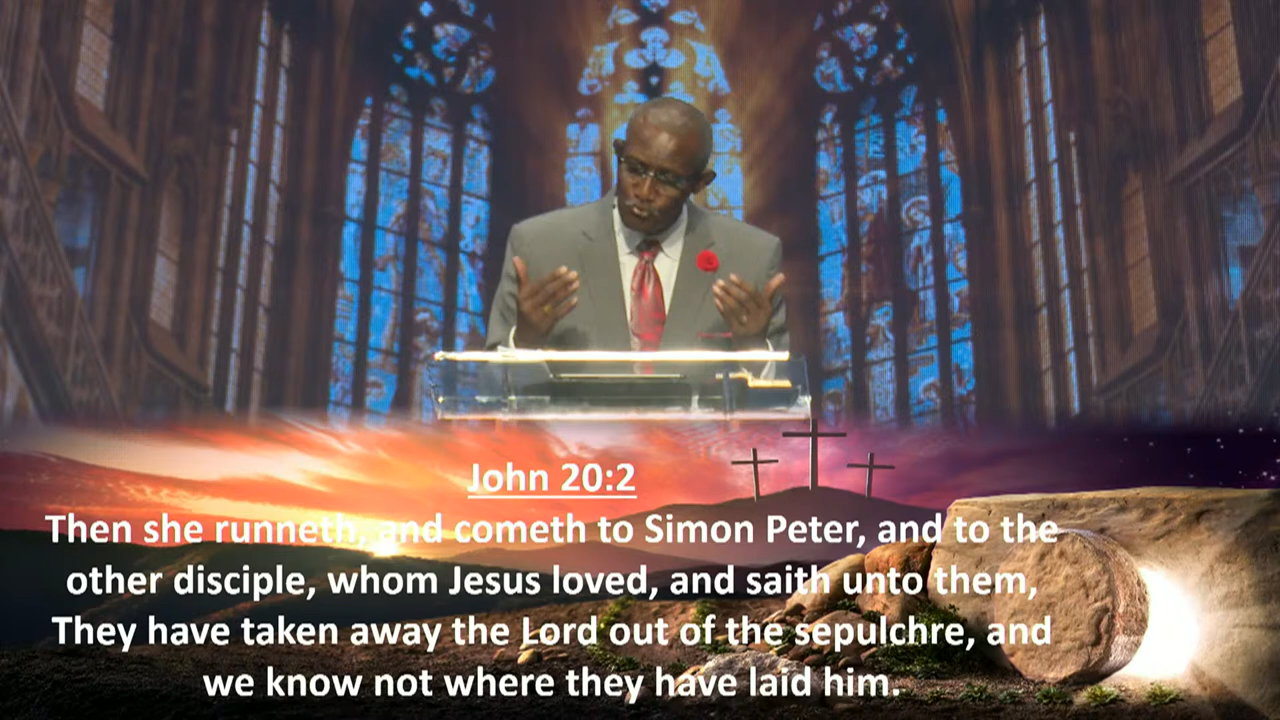 John 20:2
Then she runneth, and cometh to Simon Peter, and to the
other disciple, whom Jesus loved, and saith unto them,
They have taken away the Lord out of the sepulchre, and
we know not where they have laid him.